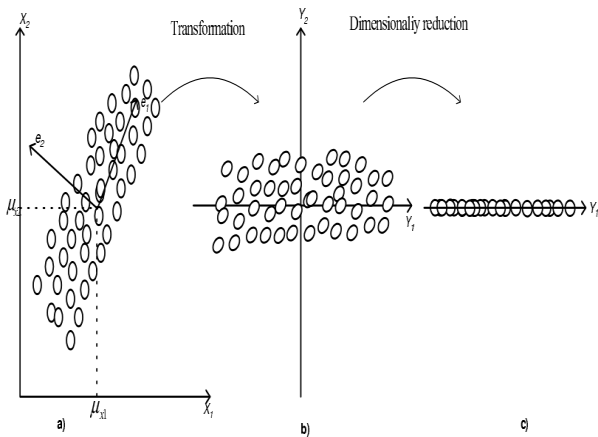 X2
Transformation
Y2
Dimensionaliy reduction
e1
e2
μx2
Y1
Y1
μx1
X1
a)
b)
c)